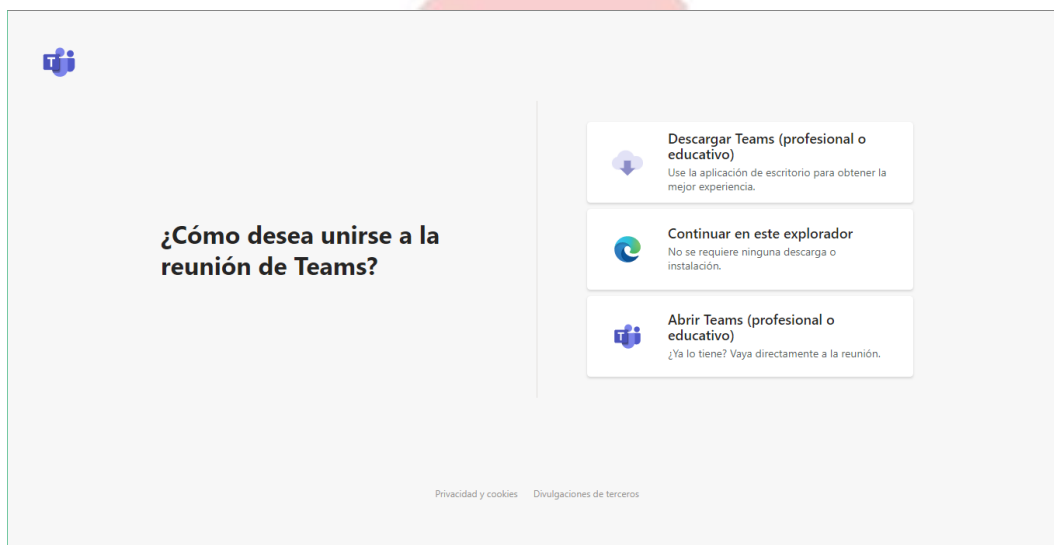 ¿Cómo desea unirse a la
reunión de Teams?
Descargar Teams (profesional o
educativo)
Use la aplicación de escritorio para obtener la
mejor experiencia.
Continuar en este explorador
No se requiere ninguna descarga o
instalación.
Abrir Teams (profesional o
educativo)
¿Ya lo tiene? Vaya directamente a la reunión.
Privacidad y cookies Divulgaciones de terceros